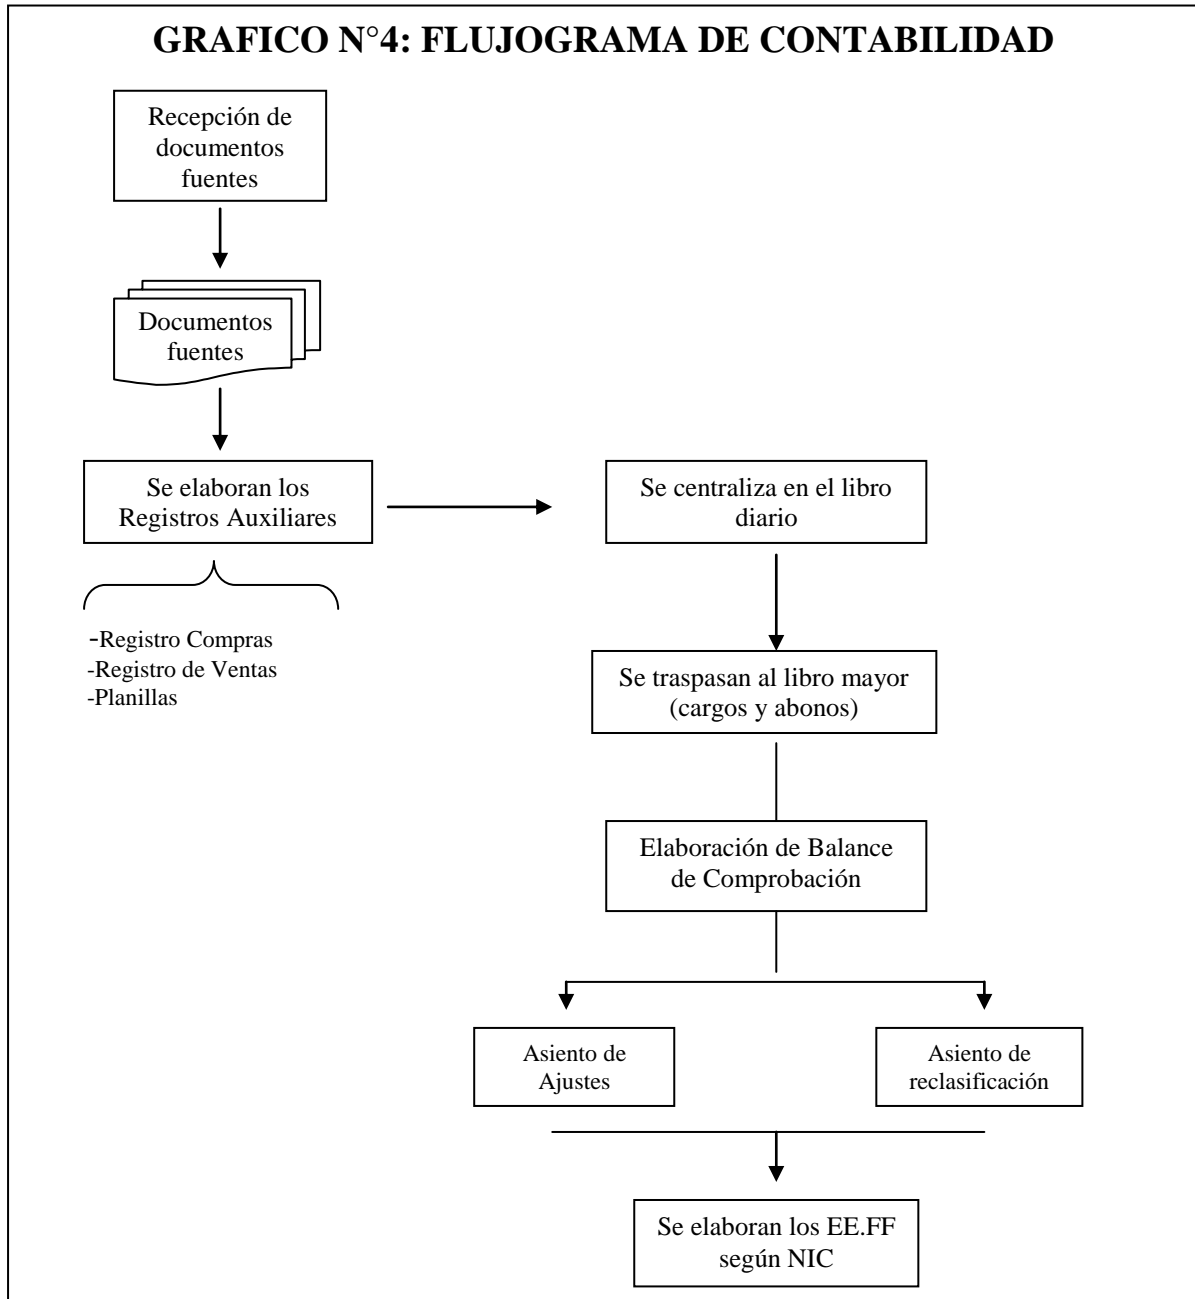 GRAFICO N°4: FLUJOGRAMA DE CONTABILIDAD
Recepción de
documentos
fuentes
Documentos
fuentes
Se elaboran los
Registros Auxiliares
-Registro Compras
-Registro de Ventas
-Planillas
Se centraliza en el libro
diario
Se traspasan al libro mayor
(cargos y abonos)
Elaboración de Balance
de Comprobación
Asiento de
Ajustes
Asiento de
reclasificación
Se elaboran los EE.FF
según NIC